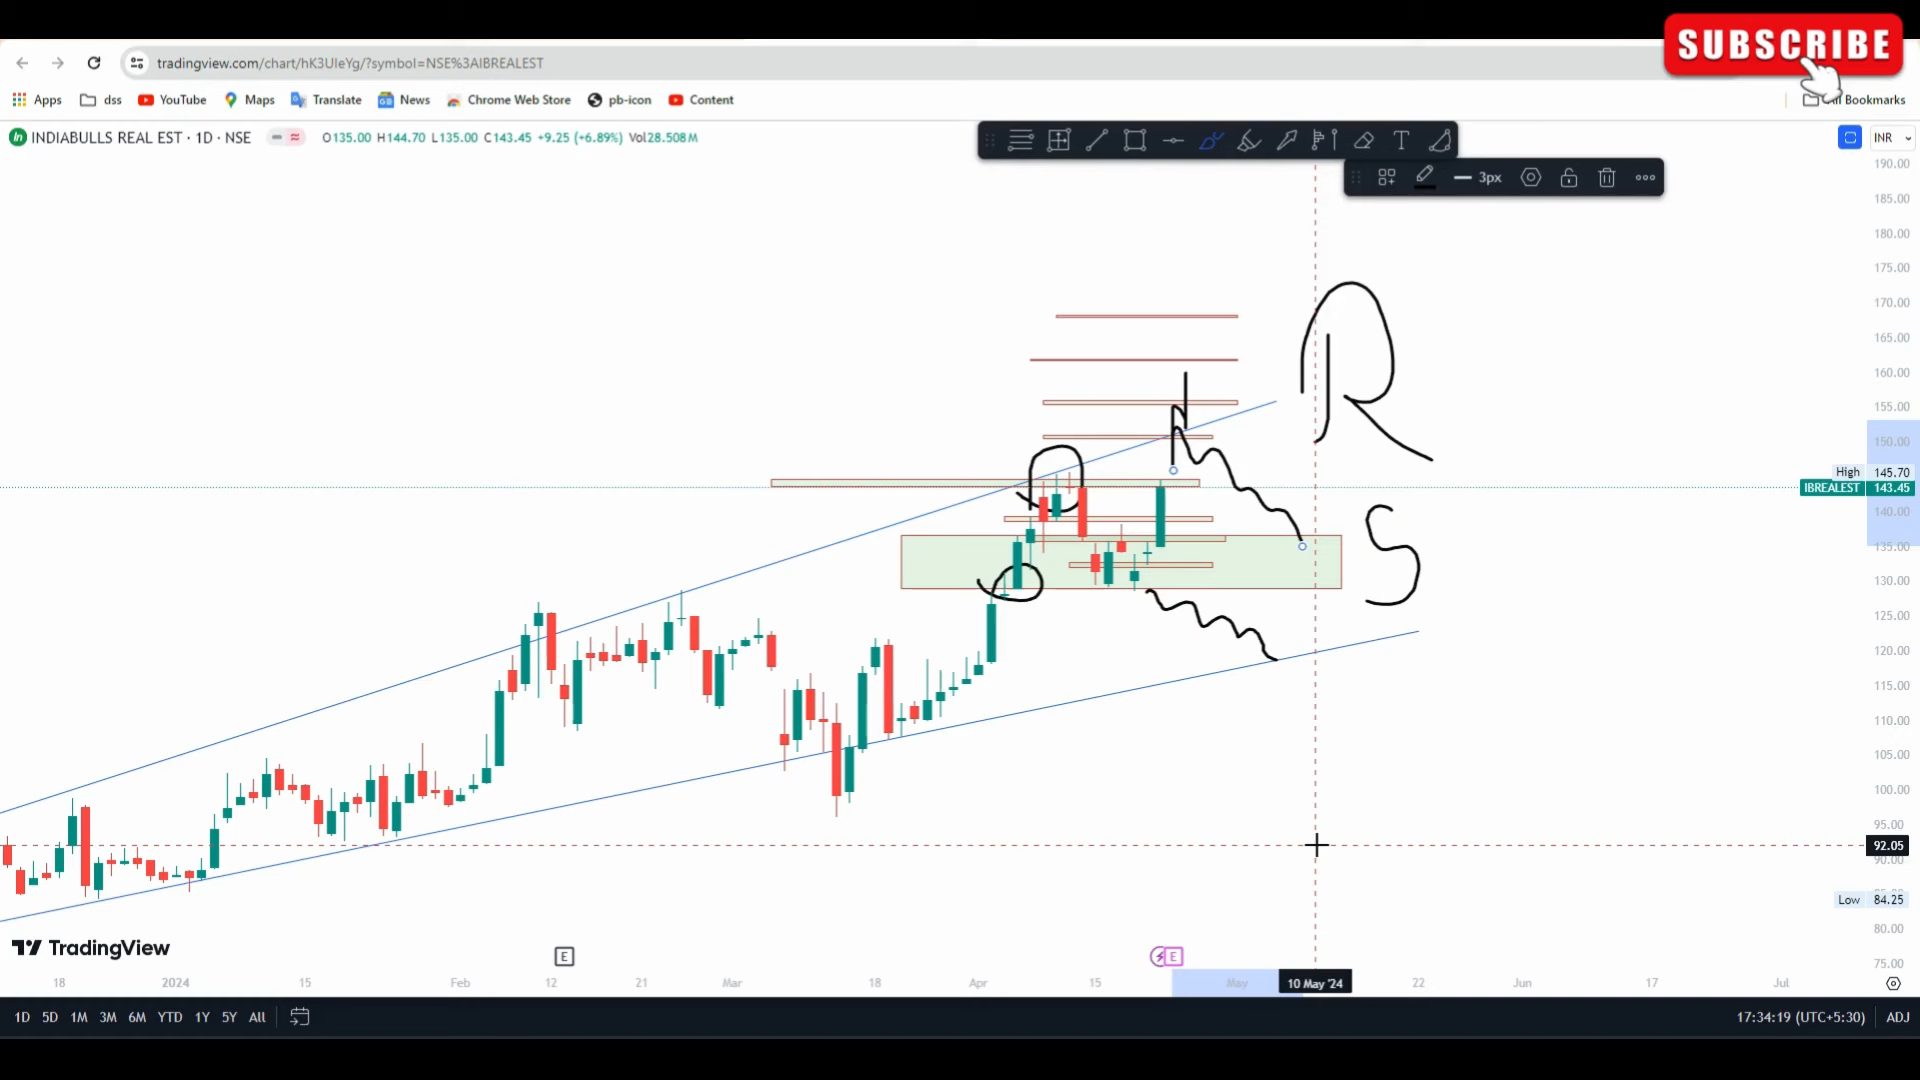 SUBSCRIBE
tradingview.com/chart/hK3UleYg/?symbol=NSE%3AIBREALEST
Apps dss YouTube Maps Translate News Chrome Web Store pb-icon Content All Bookmarks
INDIABULLS REAL EST · 1D · NSE O135.00 H144.70 L135.00 C143.45 +9.25 (+6.89%) Vol28.508M
INR
3px
190.00
185.00
180.00
175.00
170.00
165.00
160.00
155.00
150.00
High 145.70
IBREALEST 143.45
140.00
135.00
130.00
125.00
120.00
115.00
110.00
105.00
100.00
95.00
92.05
90.00
Low 84.25
80.00
75.00
R
S
TradingView
E E
18 2024 15 Feb 12 21 Mar 18 Apr 15 May 10 May '24 22 Jun 17 Jul
1D 5D 1M 3M 6M YTD 1Y 5Y All 17:34:19 (UTC+5:30) ADJ